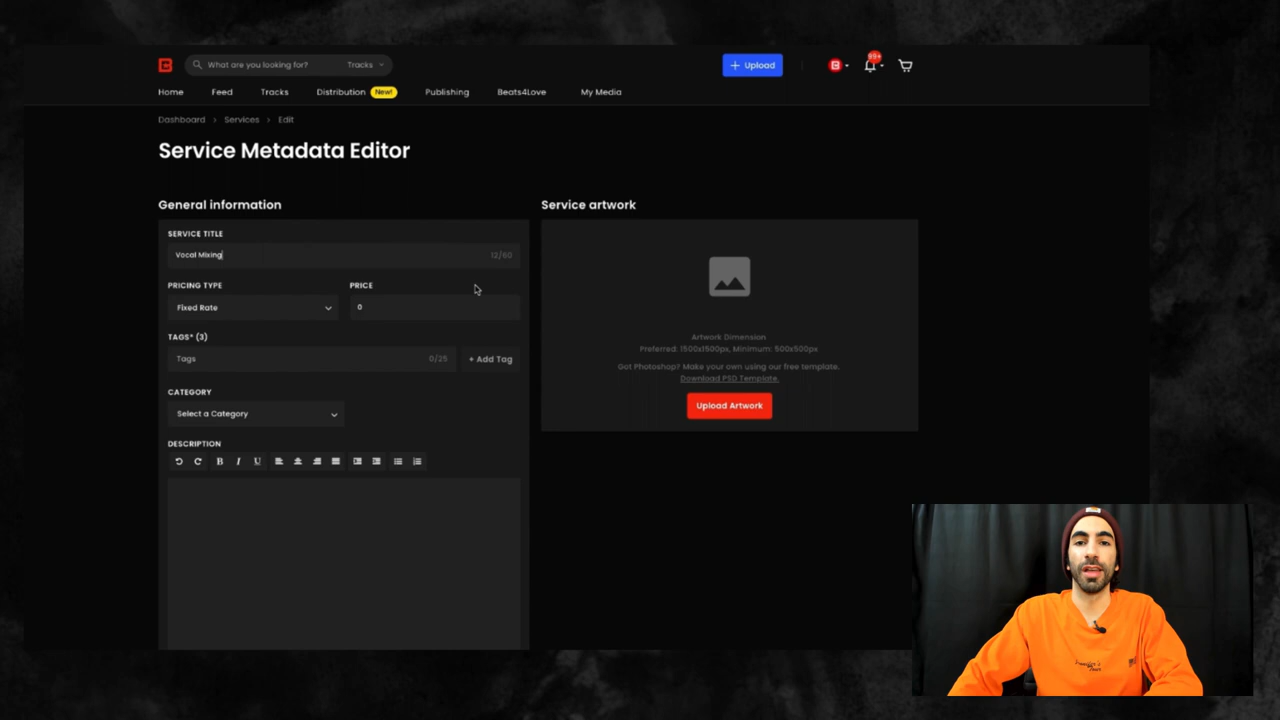 What are you looking for? Tracks
+ Upload
99+
Home Feed Tracks Distribution New! Publishing Beats4Love My Media
Dashboard > Services > Edit
Service Metadata Editor
General information
SERVICE TITLE
Vocal Mixing 12/60
PRICING TYPE PRICE
Fixed Rate 0
TAGS* (3)
Tags 0/25 + Add Tag
CATEGORY
Select a Category
DESCRIPTION
B I U
Service artwork
Artwork Dimension
Preferred: 1500x1500px, Minimum: 500x500px
Got Photoshop? Make your own using our free template.
Download PSD Template.
Upload Artwork